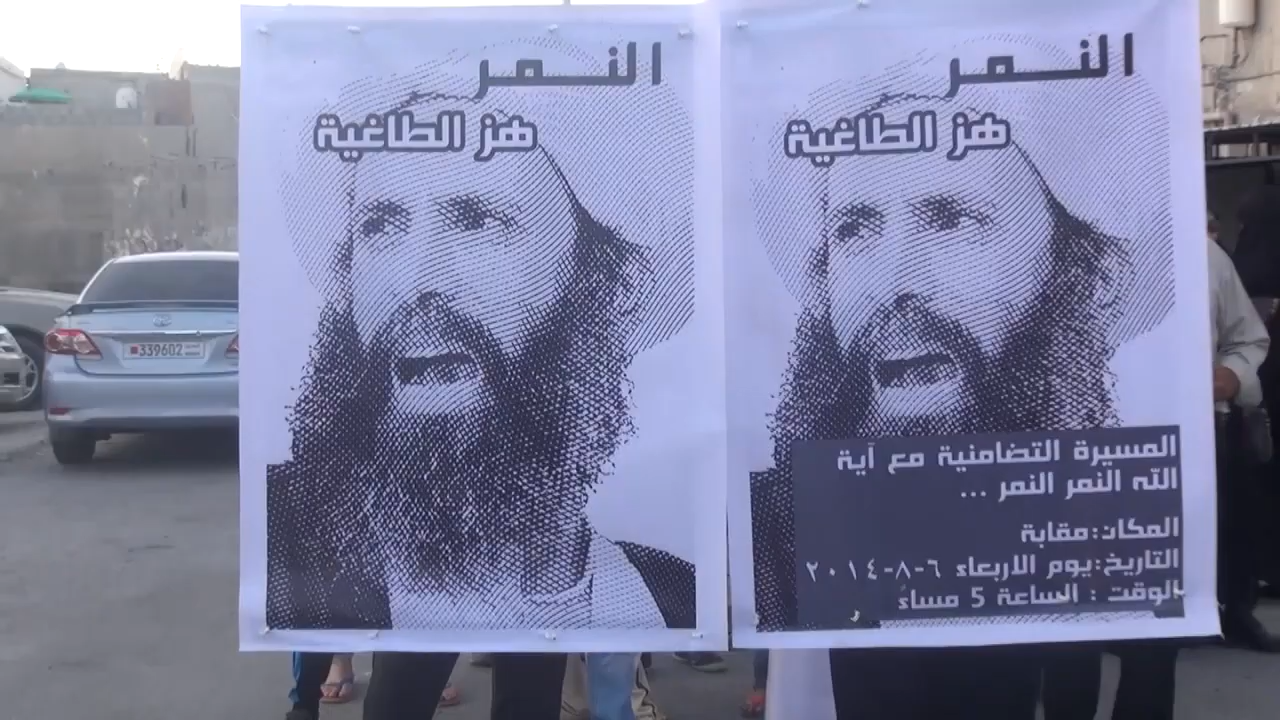 النمر
هز الطاغية
النمر
هز الطاغية
المسيرة التضامنية مع آية
الله النمر النمر ...
المكان:مقابة
التاريخ:يوم الاربعاء ٦-٨-٢٠١٤
الوقت : الساعة 5 مساءً
339602